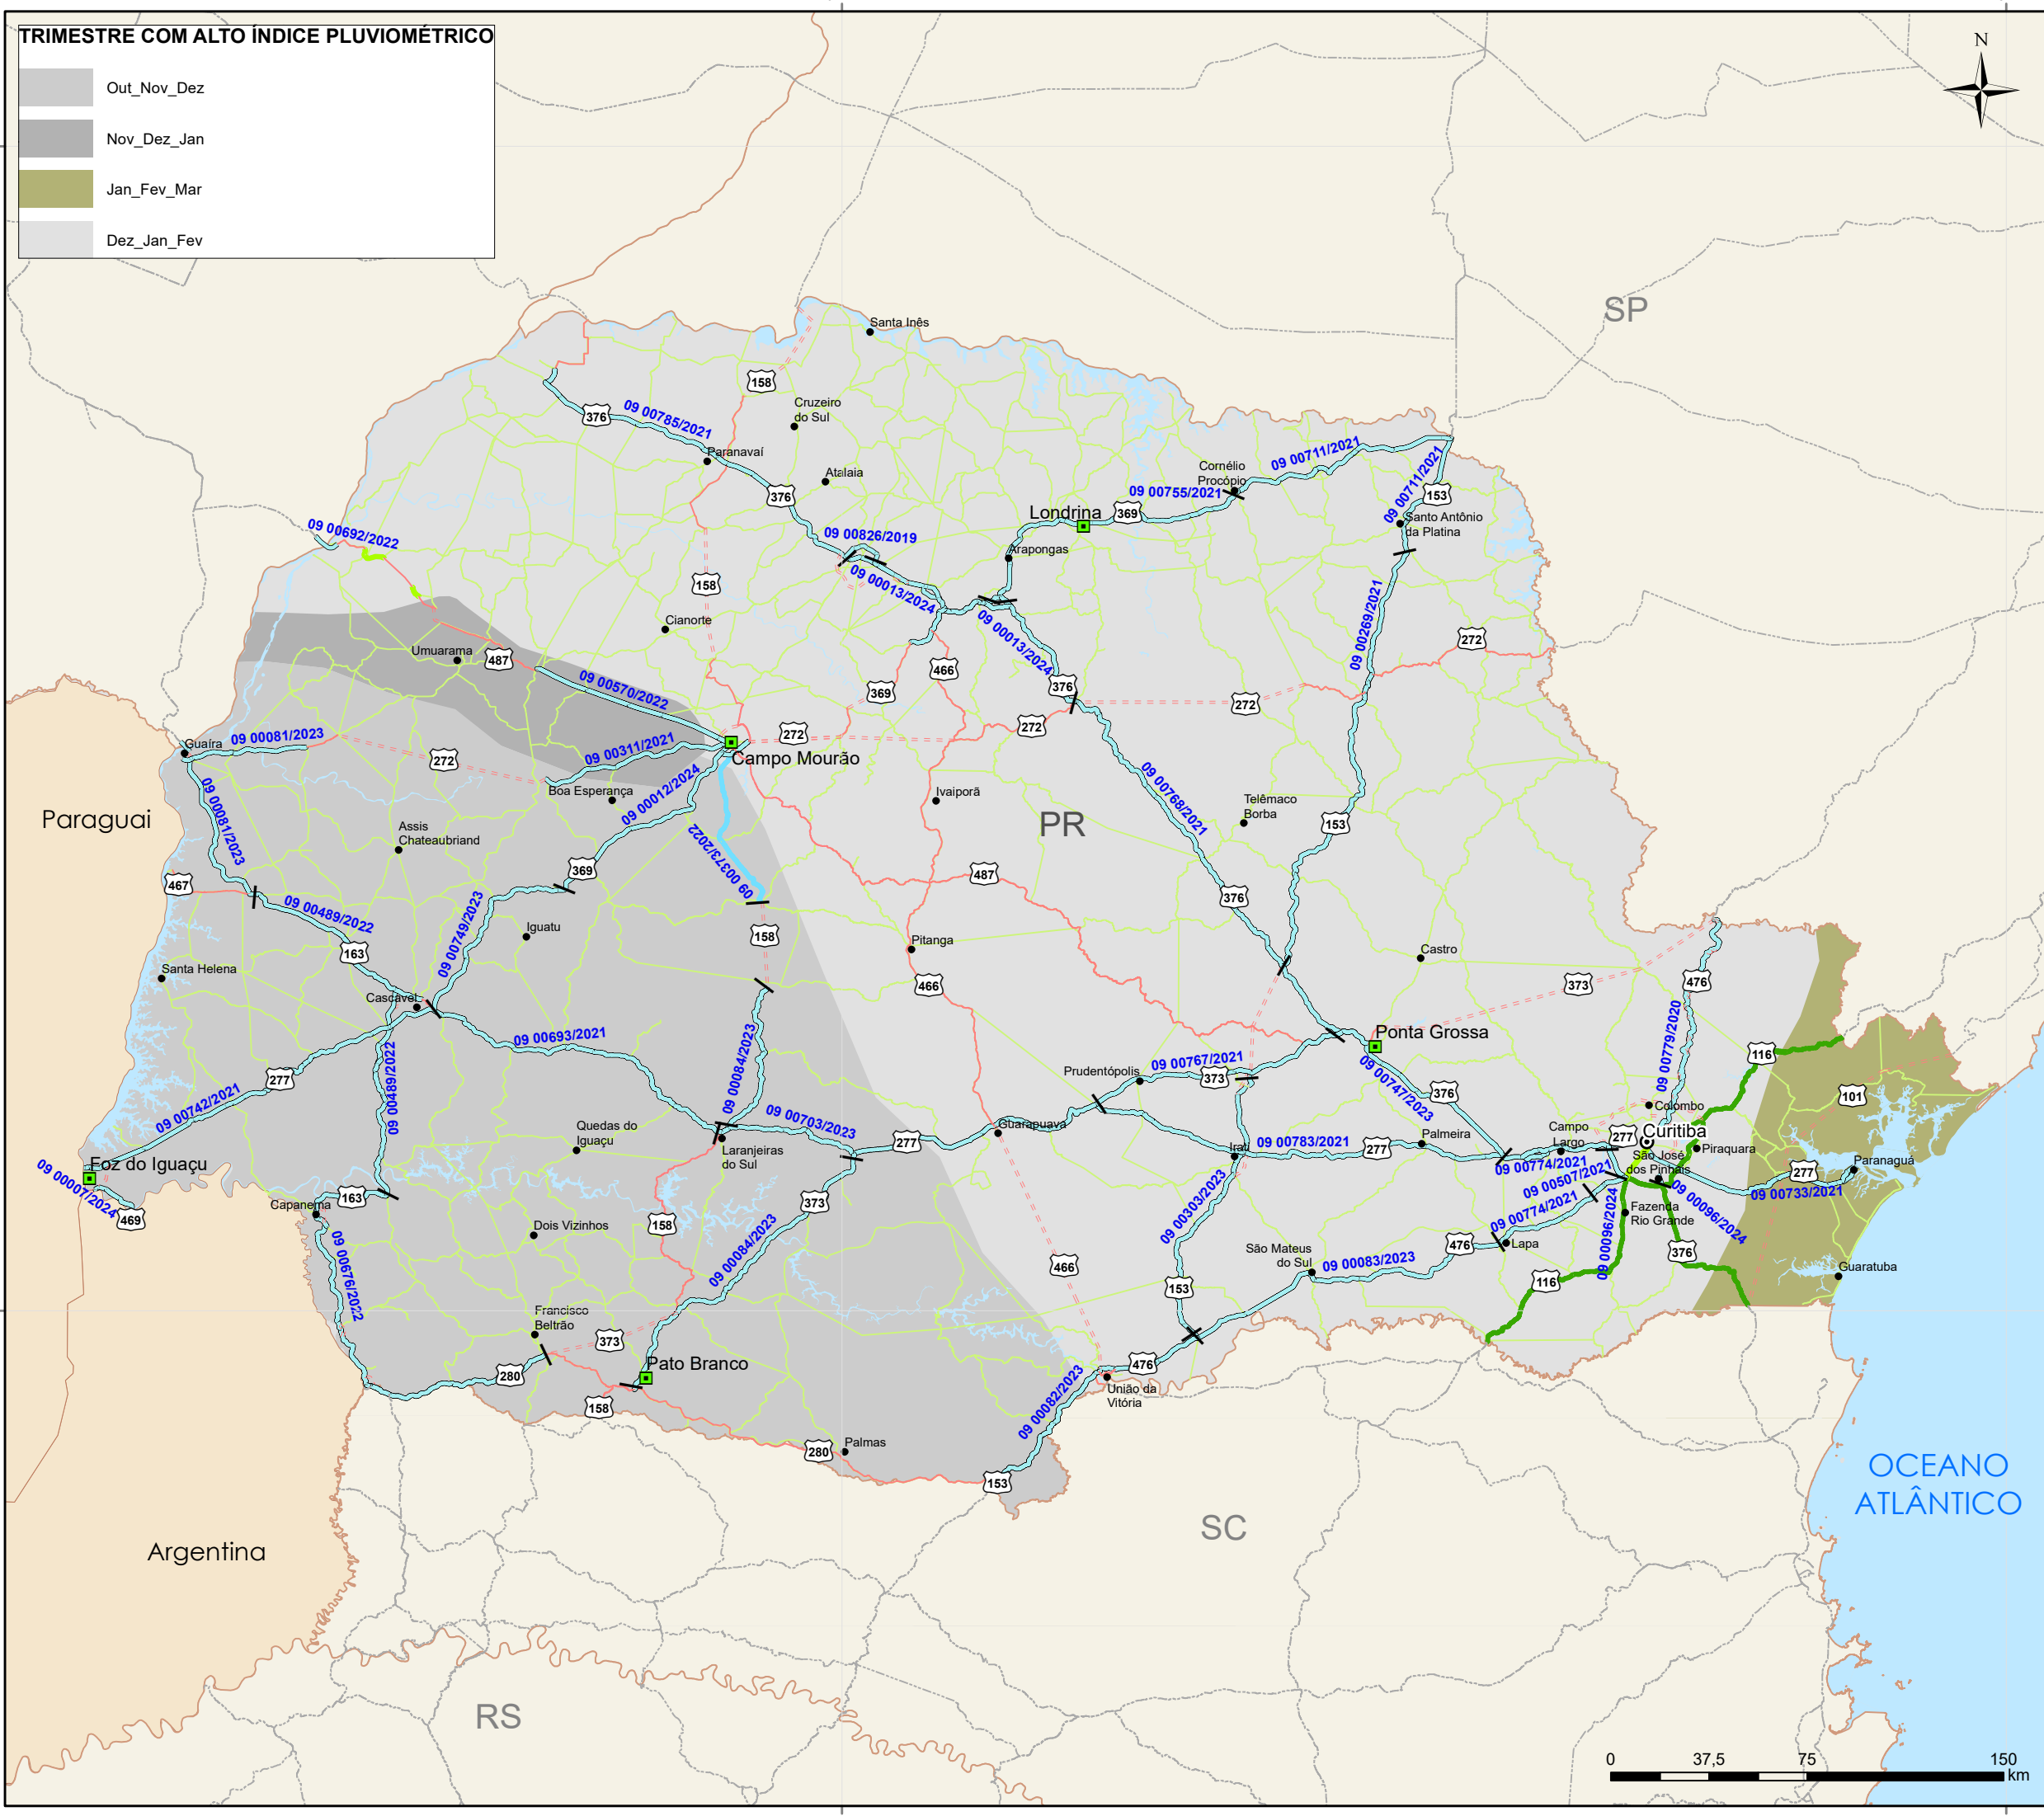 TRIMESTRE COM ALTO ÍNDICE PLUVIOMÉTRICO
Out_Nov_Dez
Nov_Dez_Jan
Jan_Fev_Mar
Dez_Jan_Fev
N
SP
Santa Inês
158
Cruzeiro
do Sul
376
09 00785/2021
Paranavaí
376
Atalaia
Cornélio
Procópio
09 00711/2021
09 00711/2021
09 00755/2021
153
Londrina
369
Santo Antônio
da Platina
09 00692/2022
09 00826/2019
Arapongas
09 00013/2024
158
Cianorte
09 00013/2024
09 00269/2021
272
Umuarama
487
466
09 00570/2022
369
376
272
272
272
Guaíra
09 00081/2023
272
09 00311/2021
Campo Mourão
Boa Esperança
09 00012/2024
09 00081/2023
Paraguai
Assis
Chateaubriand
Ivaiporã
PR
09 00768/2021
Telêmaco
Borba
153
09 00373/2022
467
369
487
376
09 00489/2022
09 00749/2023
Iguatu
158
Pitanga
163
Castro
Santa Helena
466
373
476
Cascavel
09 00693/2021
Ponta Grossa
09 00779/2020
116
09 00489/2022
09 00084/2023
09 00767/2021
Prudentópolis
373
09 00747/2023
376
277
101
09 00742/2021
Colombo
Quedas do
Iguaçu
09 00703/2023
277
Guarapuava
Irati
09 00783/2021
277
Palmeira
Campo
Largo
277
Curitiba
Piraquara
Laranjeiras
do Sul
09 00774/2021
São José
dos Pinhais
Paranaguá
277
09 00733/2021
Foz do Iguaçu
09 00007/2024
469
163
Capanema
373
09 00507/2021
09 00774/2021
09 00096/2024
09 00096/2024
Fazenda
Rio Grande
Dois Vizinhos
158
09 00084/2023
09 00303/2023
São Mateus
do Sul
09 00083/2023
476
Lapa
376
466
Guaratuba
09 00676/2022
153
116
Francisco
Beltrão
373
Pato Branco
280
476
União da
Vitória
158
09 00082/2023
280
Palmas
153
OCEANO
ATLÂNTICO
SC
Argentina
RS
0 37,5 75 150
km